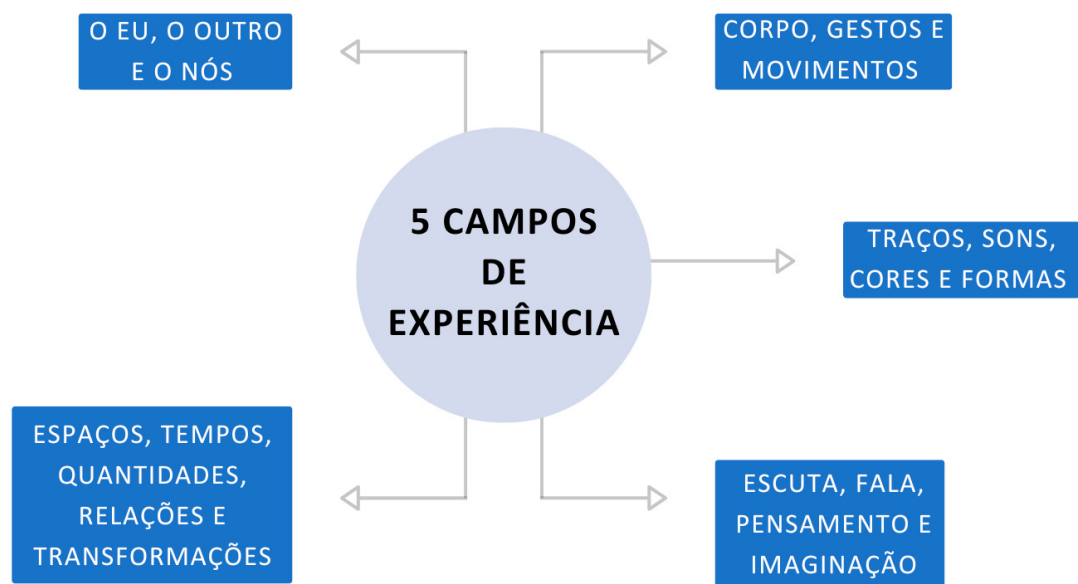 O EU, O OUTRO
E O NÓS
CORPO, GESTOS E
MOVIMENTOS
5 CAMPOS
DE
EXPERIÊNCIA
TRAÇOS, SONS,
CORES E FORMAS
ESPAÇOS, TEMPOS,
QUANTIDADES,
RELAÇÕES E
TRANSFORMAÇÕES
ESCUTA, FALA,
PENSAMENTO E
IMAGINAÇÃO